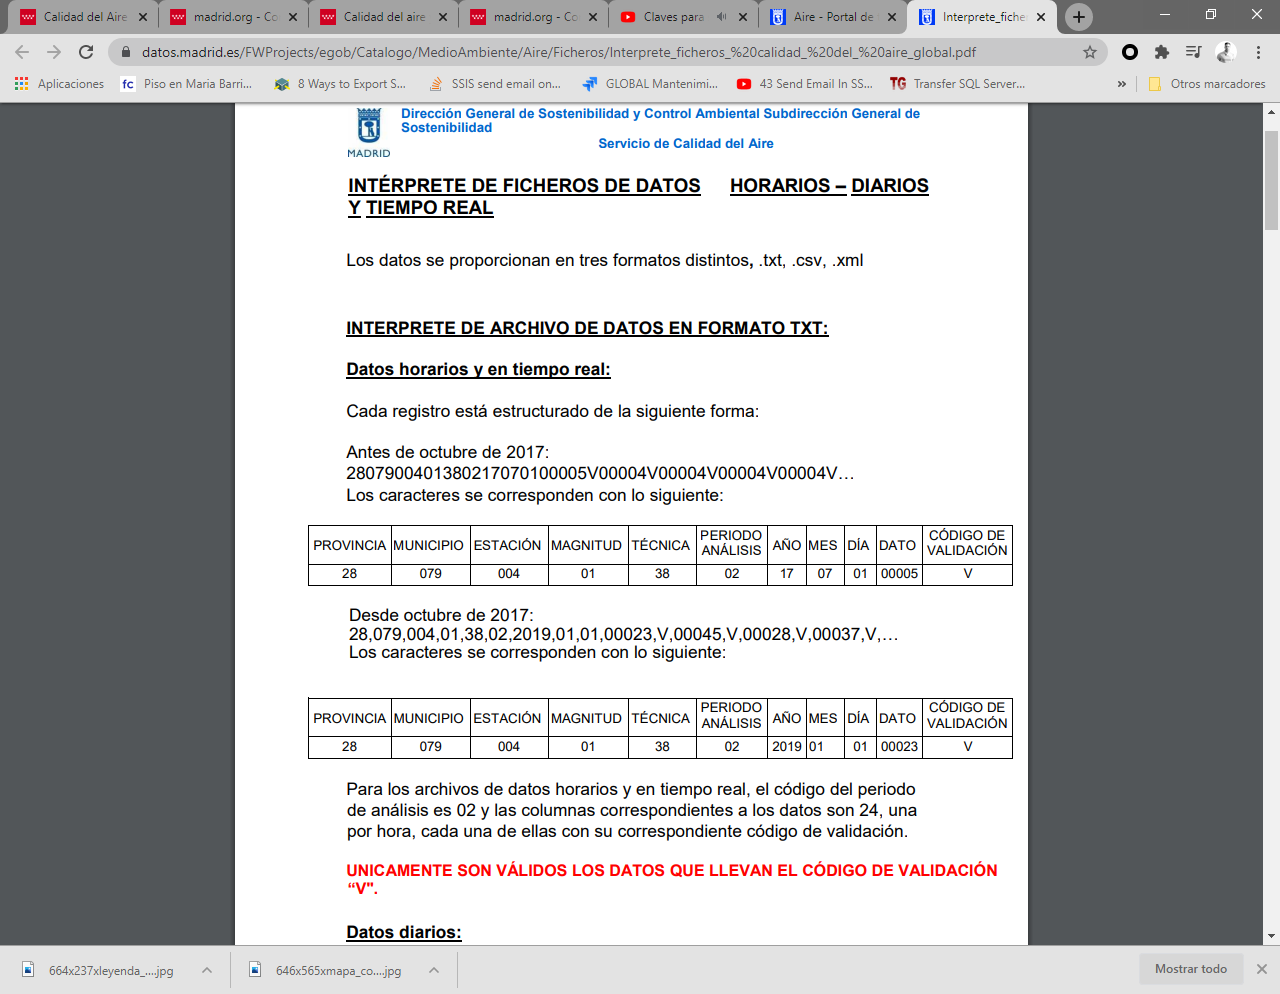 Calidad del Aire
madrid.org - Co
Calidad del aire
madrid.org - Co
Claves para
Aire - Portal de
Interprete_fiche
datos.madrid.es/FWProjects/egob/Catalogo/MedioAmbiente/Aire/Ficheros/Interprete_ficheros_%20calidad_%20del_%20aire_global.pdf
Aplicaciones
fc Piso en Maria Barri...
8 Ways to Export S...
SSIS send email on...
GLOBAL Mantenimi...
43 Send Email In SS...
TG Transfer SQL Server...
»
Otros marcadores
MADRID
Dirección General de Sostenibilidad y Control Ambiental Subdirección General de
Sostenibilidad
Servicio de Calidad del Aire
INTÉRPRETE DE FICHEROS DE DATOS HORARIOS – DIARIOS
Y TIEMPO REAL
Los datos se proporcionan en tres formatos distintos, .txt, .csv, .xml
INTERPRETE DE ARCHIVO DE DATOS EN FORMATO TXT:
Datos horarios y en tiempo real:
Cada registro está estructurado de la siguiente forma:
Antes de octubre de 2017:
2807900401380217070100005V00004V00004V00004V00004V…
Los caracteres se corresponden con lo siguiente:
PROVINCIA MUNICIPIO ESTACIÓN MAGNITUD TÉCNICA PERIODO ANÁLISIS AÑO MES DÍA DATO CÓDIGO DE VALIDACIÓN
28 079 004 01 38 02 17 07 01 00005 V
Desde octubre de 2017:
28,079,004,01,38,02,2019,01,01,00023,V,00045,V,00028,V,00037,V,…
Los caracteres se corresponden con lo siguiente:
PROVINCIA MUNICIPIO ESTACIÓN MAGNITUD TÉCNICA PERIODO ANÁLISIS AÑO MES DÍA DATO CÓDIGO DE VALIDACIÓN
28 079 004 01 38 02 2019 01 01 00023 V
Para los archivos de datos horarios y en tiempo real, el código del periodo
de análisis es 02 y las columnas correspondientes a los datos son 24, una
por hora, cada una de ellas con su correspondiente código de validación.
UNICAMENTE SON VÁLIDOS LOS DATOS QUE LLEVAN EL CÓDIGO DE VALIDACIÓN
“V".
Datos diarios:
664x237xleyenda_....jpg
646x565xmapa_co....jpg
Mostrar todo